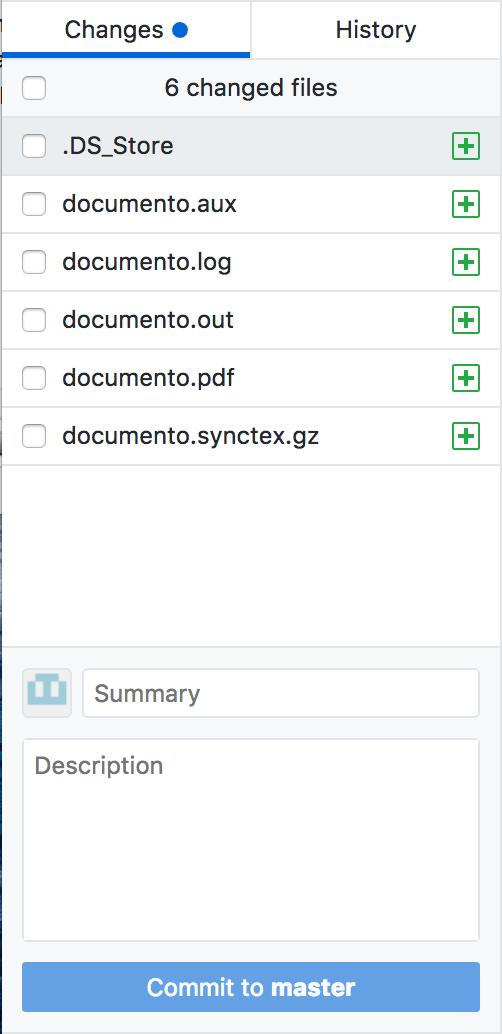 Changes
History
6 changed files
.DS_Store
documento.aux
documento.log
documento.out
documento.pdf
documento.synctex.gz
Summary
Description
Commit to master